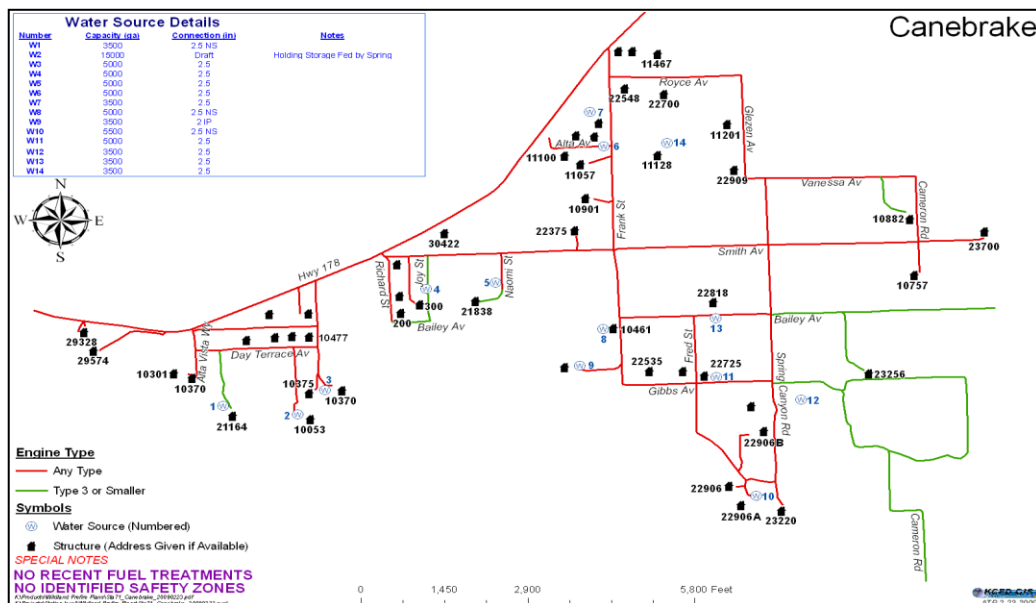 Canebrake
Water Source Details
Number Capacity (ga) Connection (in) Notes
W1 3500 2.5 NS
W2 15000 Draft Holding Storage Fed by Spring
W3 5000 2.5
W4 5000 2.5
W5 5000 2.5
W6 5000 2.5
W7 3500 2.5
W8 5000 2.5 NS
W9 3500 2 IP
W10 5500 2.5 NS
W11 5000 2.5
W12 3500 2.5
W13 3500 2.5
W14 3500 2.5
N
W E
S
11467
Royce Av
22548
22700
Glezen Av
7
11201
Alta Av
6
14
11100
11057
11128
22909
Vanessa Av
10901
Frank St
10882
Cameron Rd
22375
30422
23700
Smith Av
Hwy 178
Richard St
Joy St
Naomi St
4
5
10757
300
21838
22818
200
Bailey Av
13
Bailey Av
10461
8
29328
10477
29574
Alta Vista Wy
Day Terrace Av
Fred St
9
22535
22725
11
23256
10301
10370
10375
3
10370
Gibbs Av
Spring Canyon Rd
12
1
2
21164
10053
22906B
22906
10
22906A
23220
Cameron Rd
Engine Type
Any Type
Type 3 or Smaller
Symbols
W Water Source (Numbered)
Structure (Address Given if Available)
SPECIAL NOTES
NO RECENT FUEL TREATMENTS
NO IDENTIFIED SAFETY ZONES
0 1,450 2,900 5,800 Feet
KCFD GIS